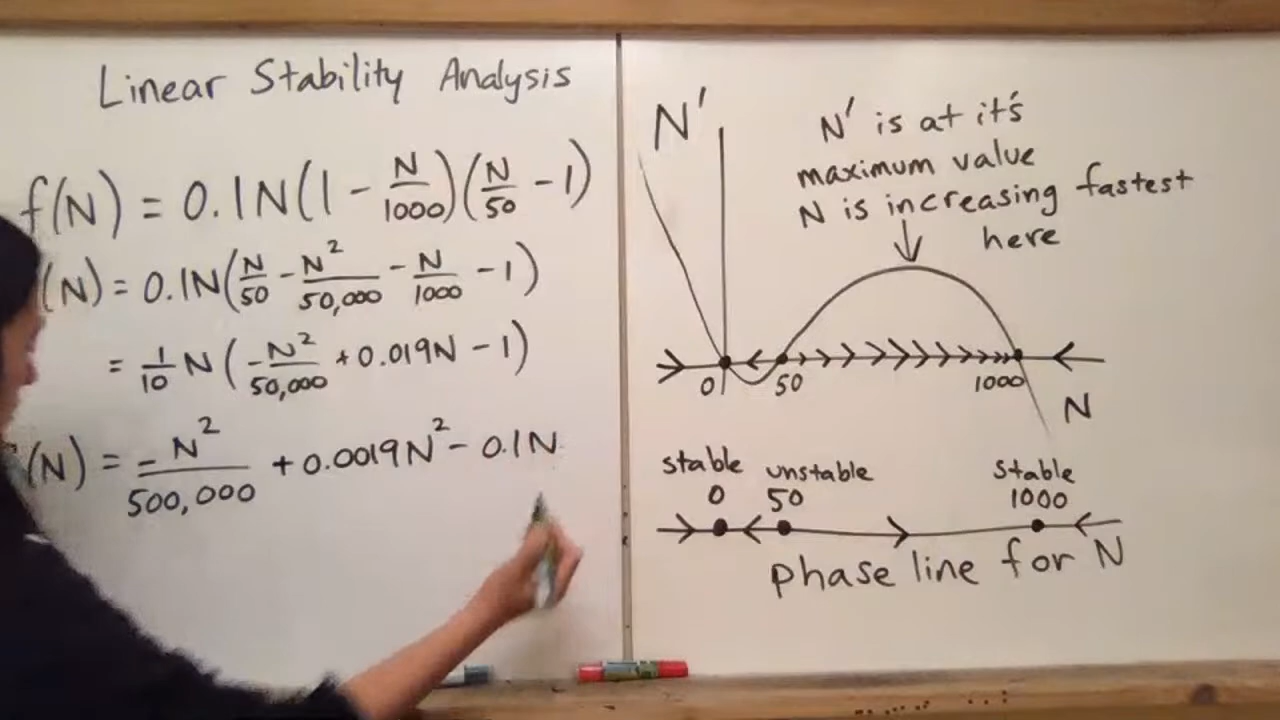 Linear Stability Analysis
f(N) = 0.1N(1 - N/1000)(N/50 - 1)
(N) = 0.1N(N/50 - N²/50,000 - N/1000 - 1)
= 1/10 N (-N²/50,000 + 0.019N - 1)
(N) = -N²/500,000 + 0.0019N² - 0.1N
N'
N' is at it's
maximum value
N is increasing fastest
here
0 50 1000
N
stable unstable Stable
0 50 1000
phase line for N